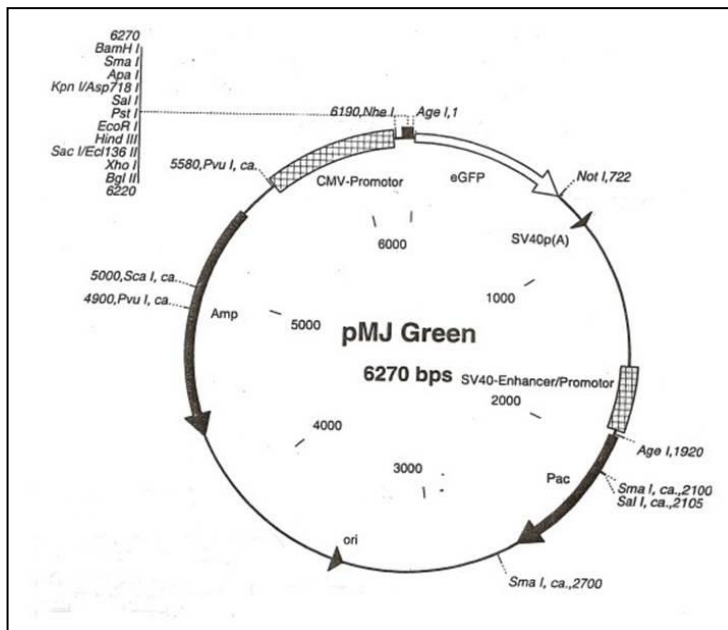 6270
BamH I
Sma I
Apa I
Kpn I/Asp718 I
Sal I
Pst I
EcoR I
Hind III
Sac I/Ecl136 II
Xho I
Bgl II
6220
6190,Nhe I
Age I,1
5580,Pvu I, ca.
CMV-Promotor
eGFP
Not I,722
SV40p(A)
6000
1000
5000,Sca I, ca.
4900,Pvu I, ca.
Amp
5000
pMJ Green
6270 bps
SV40-Enhancer/Promotor
2000
4000
3000
Age I,1920
Pac
Sma I, ca.,2100
Sal I, ca.,2105
ori
Sma I, ca.,2700